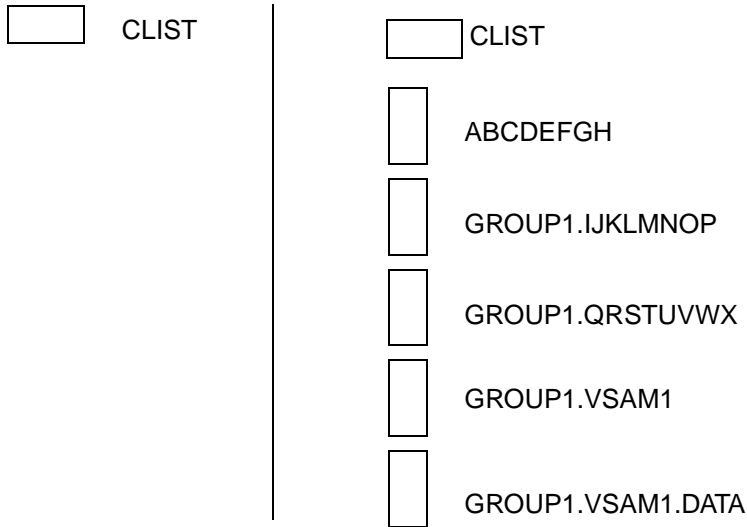 CLIST
CLIST
ABCDEFGH
GROUP1.IJKLMNOP
GROUP1.QRSTUVWX
GROUP1.VSAM1
GROUP1.VSAM1.DATA